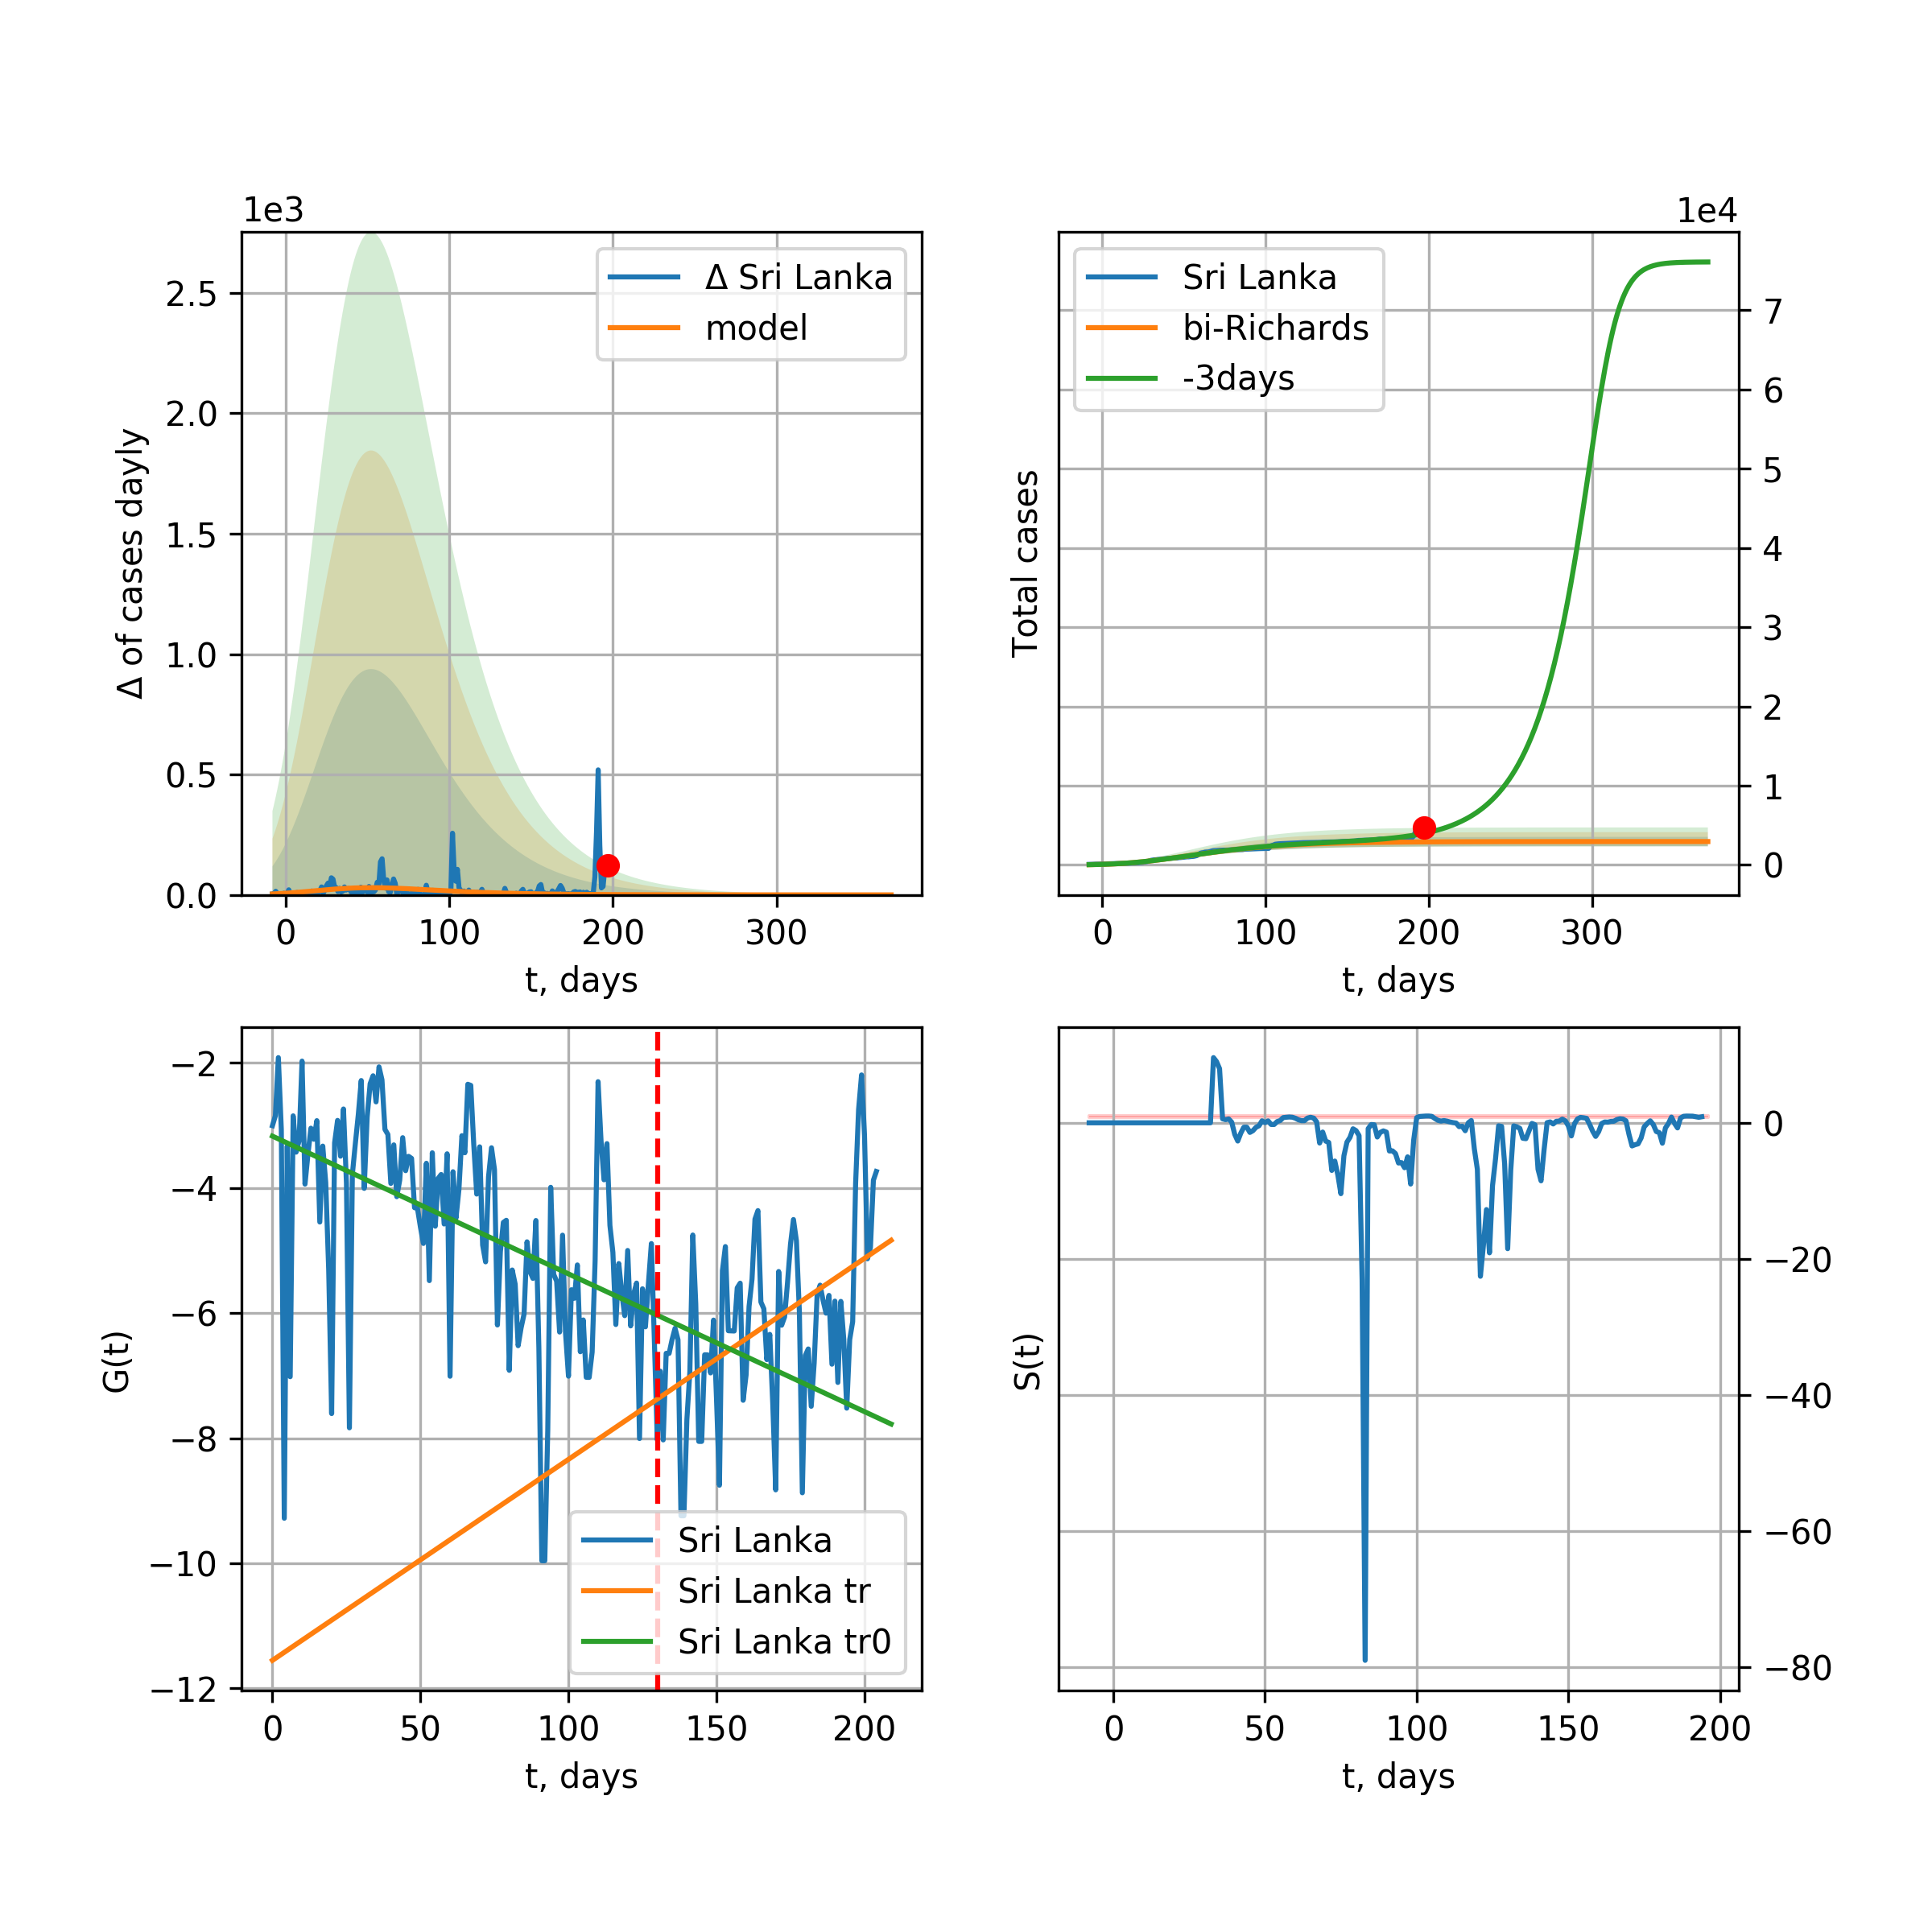 1e3
Δ of cases dayly
2.5
2.0
1.5
1.0
0.5
0.0
Δ Sri Lanka
model
0 100 200 300
t, days
1e4
Total cases
Sri Lanka
bi-Richards
-3days
7
6
5
4
3
2
1
0
0 100 200 300
t, days
G(t)
−2
−4
−6
−8
−10
−12
Sri Lanka
Sri Lanka tr
Sri Lanka tr0
0 50 100 150 200
t, days
S(t)
0
−20
−40
−60
−80
0 50 100 150 200
t, days